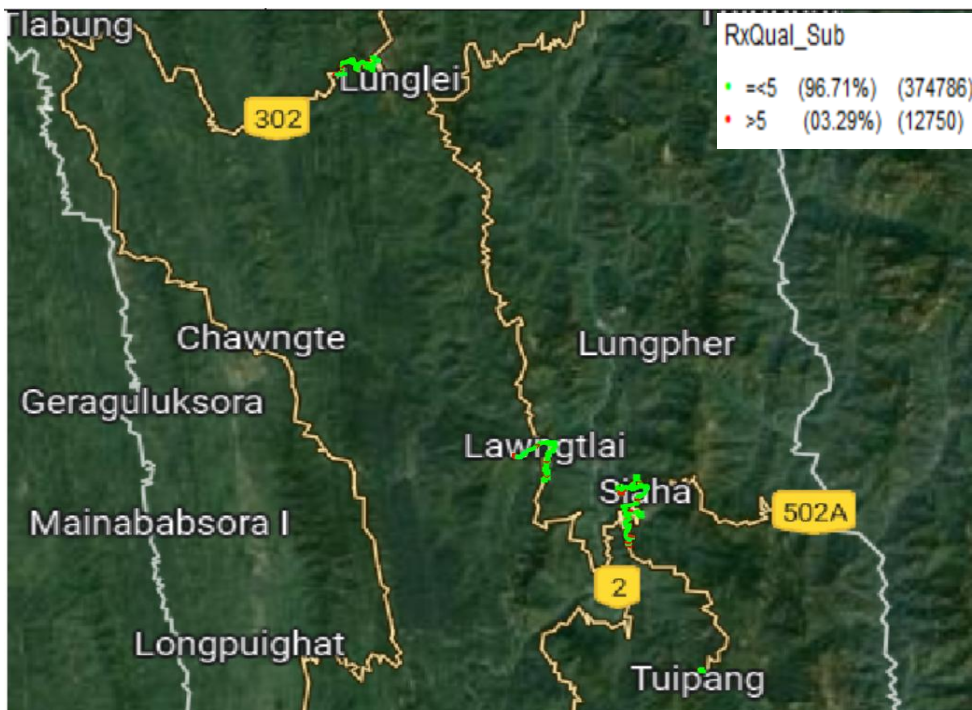 Tlabung
RxQual_Sub
=<5 (96.71%) (374786)
>5 (03.29%) (12750)
Lunglei
302
Chawngte
Lungpher
Geraguluksora
Lawngtlai
Siaha
502A
Mainababsora I
2
Longpuighat
Tuipang